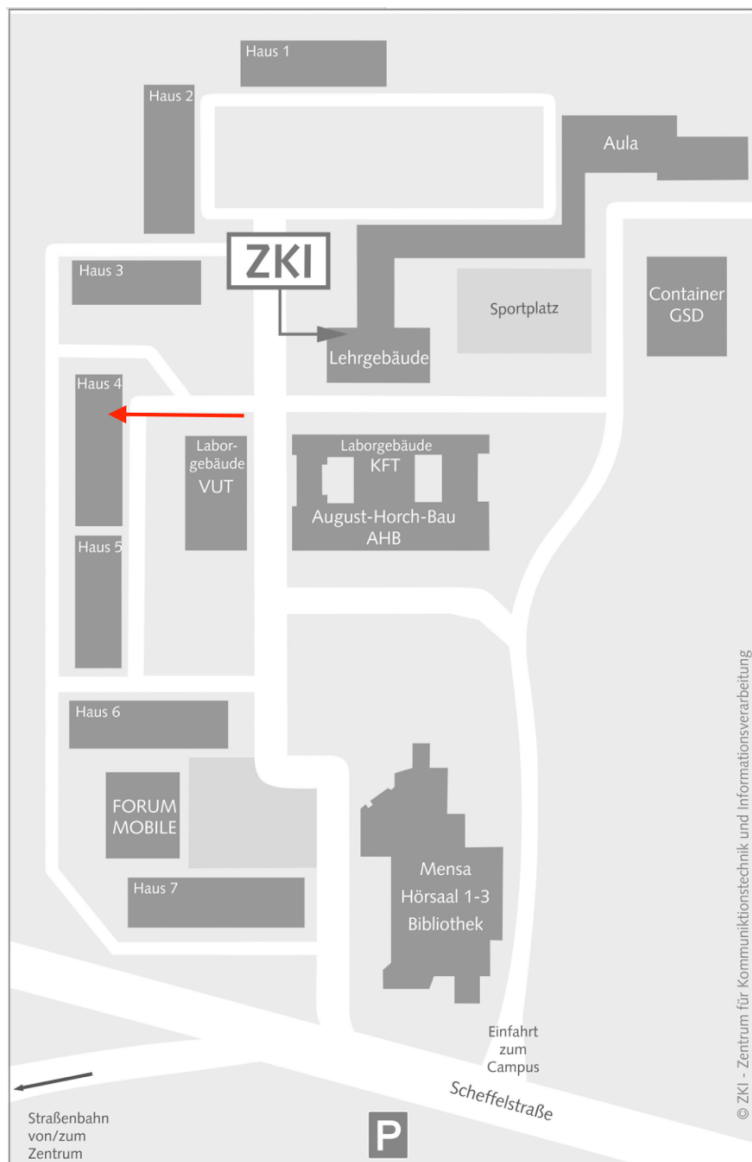 Haus 1
Haus 2
Aula
ZKI
Haus 3
Sportplatz
Container
GSD
Lehrgebäude
Haus 4
Labor-
gebäude
VUT
Laborgebäude
KFT
August-Horch-Bau
AHB
Haus 5
Haus 6
FORUM
MOBILE
Mensa
Hörsaal 1-3
Bibliothek
Haus 7
Einfahrt
zum
Campus
Scheffelstraße
Straßenbahn
von/zum
Zentrum
P
© ZKI - Zentrum für Kommuniktionstechnik und Informationsverarbeitung